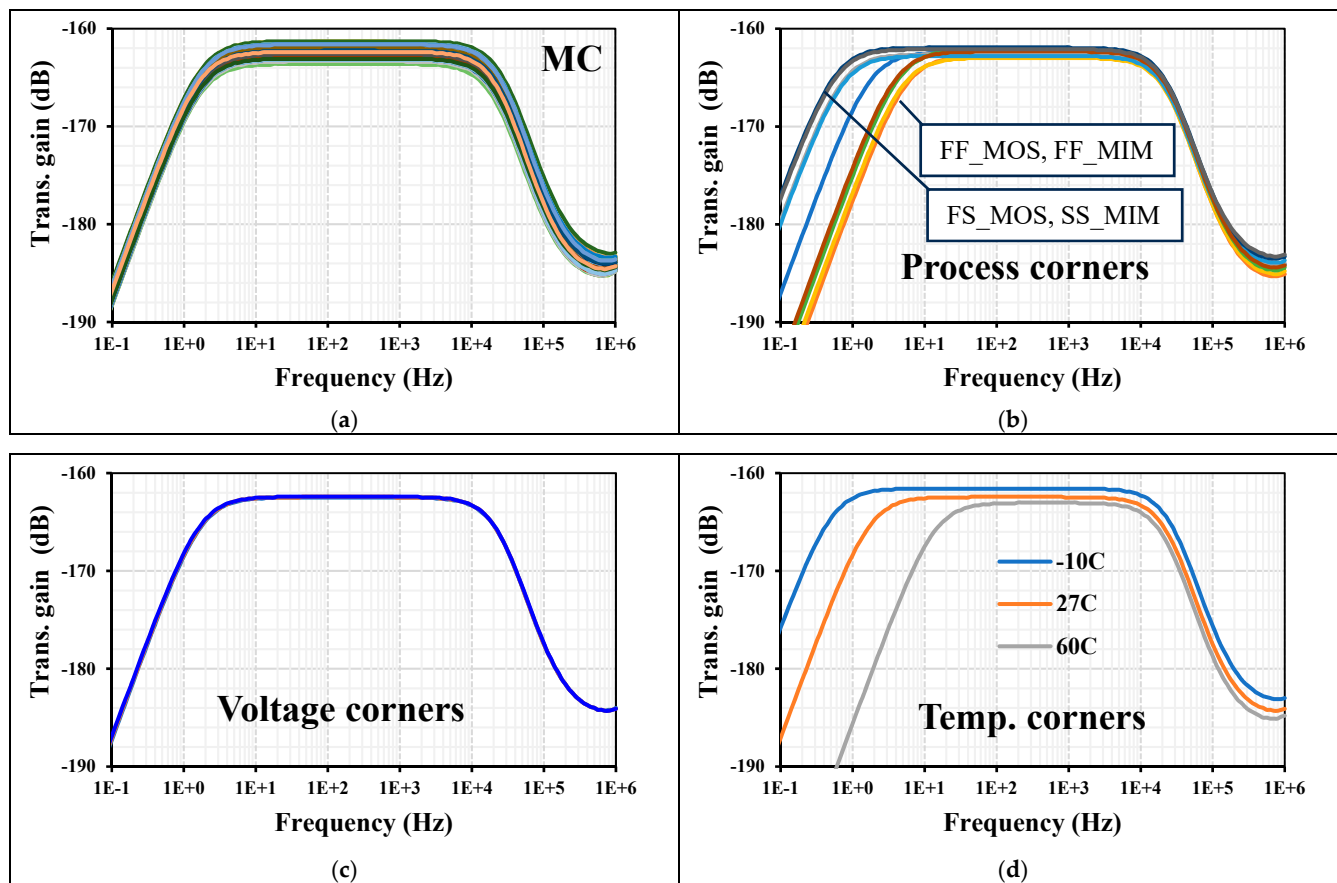 MC
Trans. gain (dB)
-160
-170
-180
-190
1E-1 1E+0 1E+1 1E+2 1E+3 1E+4 1E+5 1E+6
Frequency (Hz)
(a)
Trans. gain (dB)
-160
-170
-180
-190
FF_MOS, FF_MIM
FS_MOS, SS_MIM
Process corners
1E-1 1E+0 1E+1 1E+2 1E+3 1E+4 1E+5 1E+6
Frequency (Hz)
(b)
Trans. gain (dB)
-160
-170
-180
-190
Voltage corners
1E-1 1E+0 1E+1 1E+2 1E+3 1E+4 1E+5 1E+6
Frequency (Hz)
(c)
Trans. gain (dB)
-160
-170
-180
-190
-10C
27C
60C
Temp. corners
1E-1 1E+0 1E+1 1E+2 1E+3 1E+4 1E+5 1E+6
Frequency (Hz)
(d)